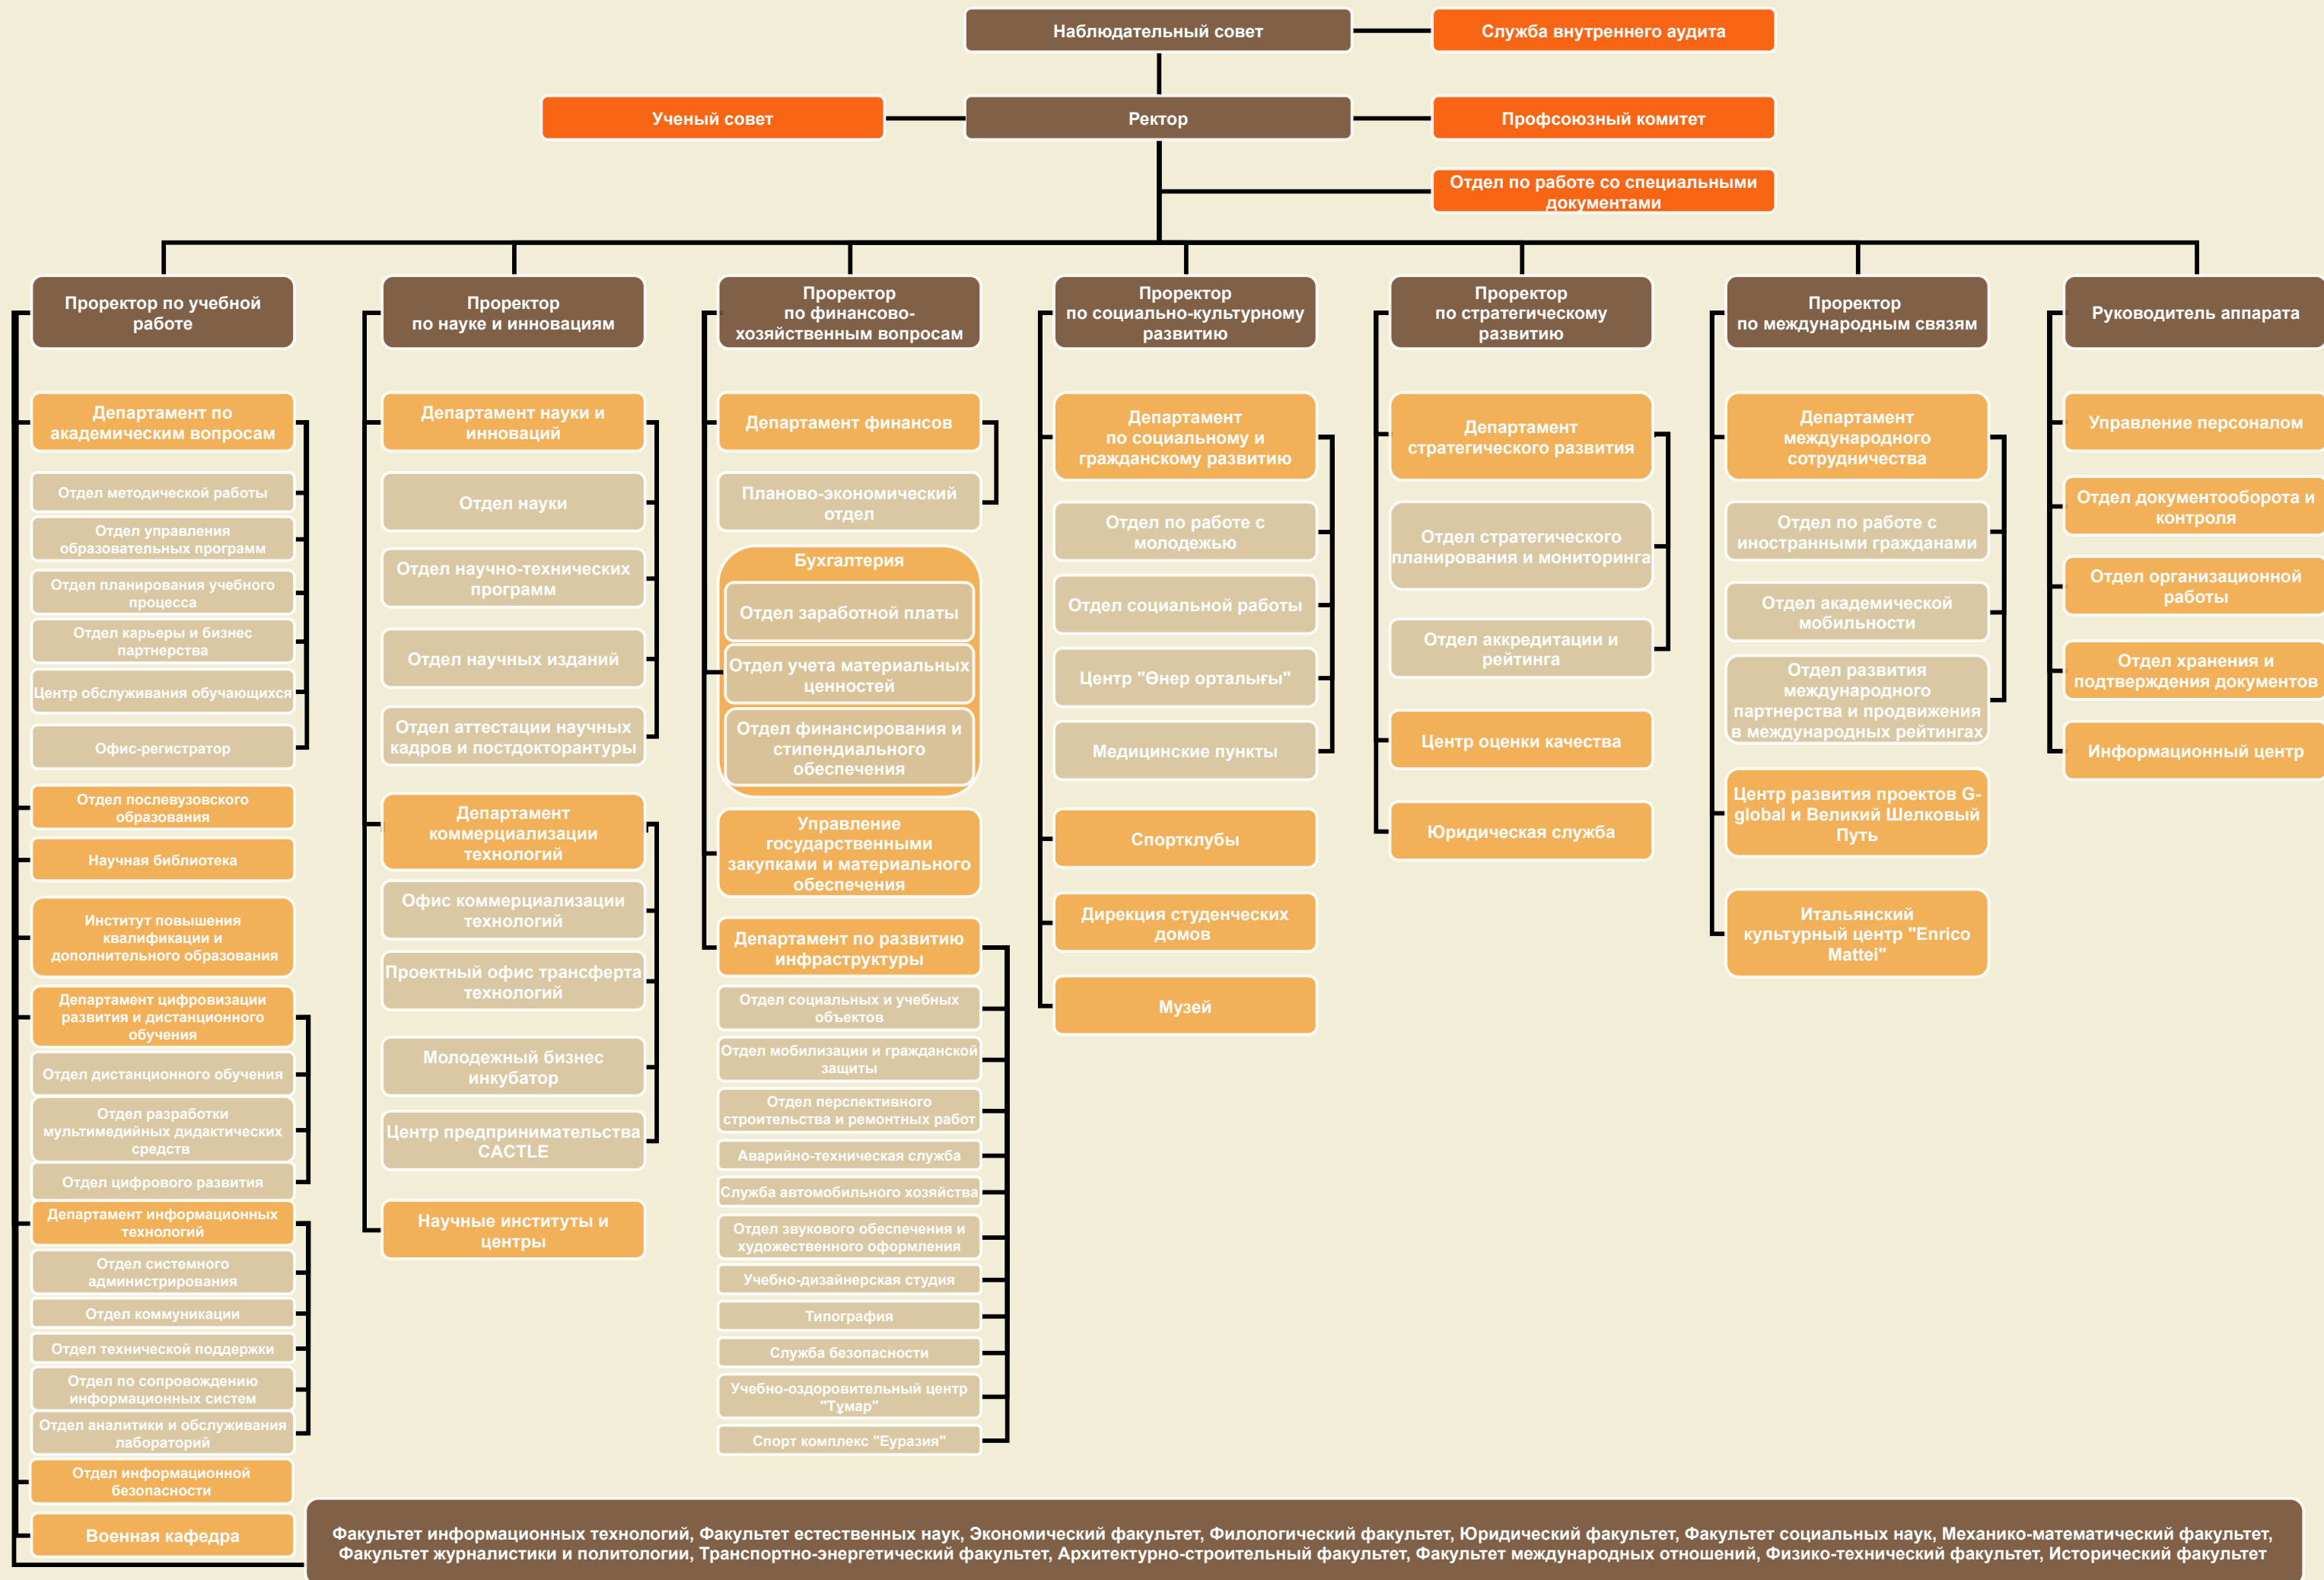 Наблюдательный совет
Служба внутреннего аудита
Ученый совет
Ректор
Профсоюзный комитет
Отдел по работе со специальными
документами
Проректор по учебной
работе
Департамент по
академическим вопросам
Отдел методической работы
Отдел управления
образовательных программ
Отдел планирования учебного
процесса
Отдел карьеры и бизнес
партнерства
Центр обслуживания обучающихся
Офис-регистратор
Отдел послевузовского
образования
Научная библиотека
Институт повышения
квалификации и
дополнительного образования
Департамент цифровизации
развития и дистанционного
обучения
Отдел дистанционного обучения
Отдел разработки
мультимедийных дидактических
средств
Отдел цифрового развития
Департамент информационных
технологий
Отдел системного
администрирования
Отдел коммуникации
Отдел технической поддержки
Отдел по сопровождению
информационных систем
Отдел аналитики и обслуживания
лабораторий
Отдел информационной
безопасности
Военная кафедра
Проректор
по науке и инновациям
Департамент науки и
инноваций
Отдел науки
Отдел научно-технических
программ
Отдел научных изданий
Отдел аттестации научных
кадров и постдокторантуры
Департамент
коммерциализации
технологий
Офис коммерциализации
технологий
Проектный офис трансферта
технологий
Молодежный бизнес
инкубатор
Центр предпринимательства
CACTLE
Научные институты и
центры
Проректор
по финансово-
хозяйственным вопросам
Департамент финансов
Планово-экономический
отдел
Бухгалтерия
Отдел заработной платы
Отдел учета материальных
ценностей
Отдел финансирования и
стипендиального
обеспечения
Управление
государственными
закупками и материального
обеспечения
Департамент по развитию
инфраструктуры
Отдел социальных и учебных
объектов
Отдел мобилизации и гражданской
защиты
Отдел перспективного
строительства и ремонтных работ
Аварийно-техническая служба
Служба автомобильного хозяйства
Отдел звукового обеспечения и
художественного оформления
Учебно-дизайнерская студия
Типография
Служба безопасности
Учебно-оздоровительный центр
"Тұмар"
Спорт комплекс "Еуразия"
Проректор
по социально-культурному
развитию
Департамент
по социальному и
гражданскому развитию
Отдел по работе с
молодежью
Отдел социальной работы
Центр "Өнер орталығы"
Медицинские пункты
Спортклубы
Дирекция студенческих
домов
Музей
Проректор
по стратегическому
развитию
Департамент
стратегического развития
Отдел стратегического
планирования и мониторинга
Отдел аккредитации и
рейтинга
Центр оценки качества
Юридическая служба
Проректор
по международным связям
Департамент
международного
сотрудничества
Отдел по работе с
иностранными гражданами
Отдел академической
мобильности
Отдел развития
международного
партнерства и продвижения
в международных рейтингах
Центр развития проектов G-
global и Великий Шелковый
Путь
Итальянский
культурный центр "Enrico
Mattei"
Руководитель аппарата
Управление персоналом
Отдел документооборота и
контроля
Отдел организационной
работы
Отдел хранения и
подтверждения документов
Информационный центр
Факультет информационных технологий, Факультет естественных наук, Экономический факультет, Филологический факультет, Юридический факультет, Факультет социальных наук, Механико-математический факультет,
Факультет журналистики и политологии, Транспортно-энергетический факультет, Архитектурно-строительный факультет, Факультет международных отношений, Физико-технический факультет, Исторический факультет